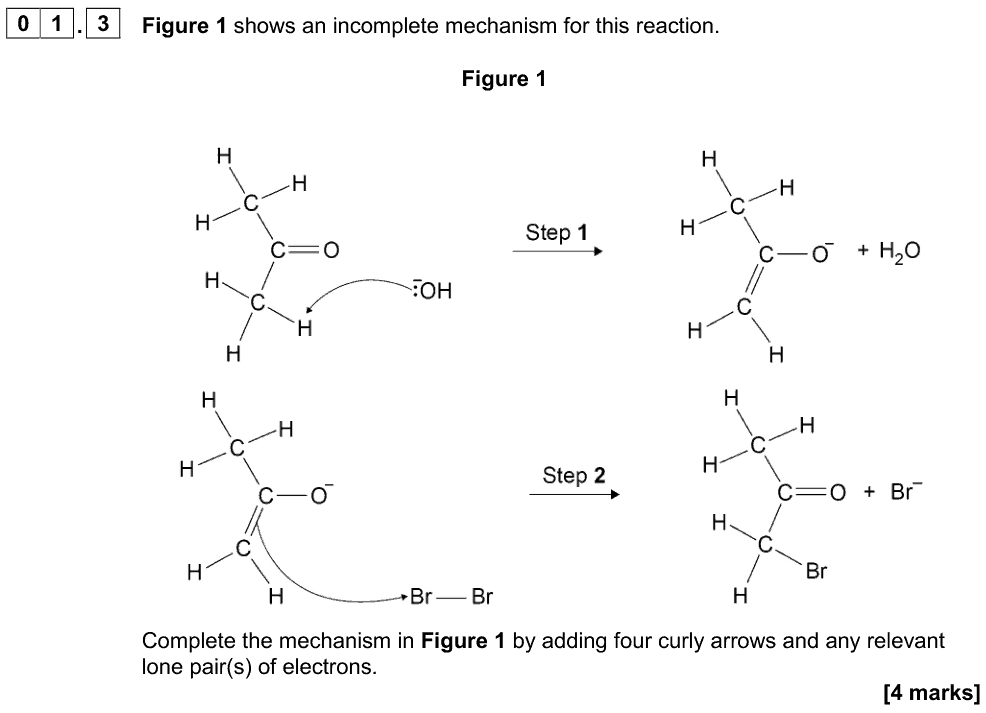 0 1 . 3 Figure 1 shows an incomplete mechanism for this reaction.
Figure 1
H
H
C
H
C=O
H
C
:⁻OH
H
H
Step 1
H
H
C
H
C—O⁻ + H₂O
C
H
H
H
H
C
H
C—O⁻
C
H
H
Br—Br
Step 2
H
H
C
H
C=O + Br⁻
H
C
Br
H
Complete the mechanism in Figure 1 by adding four curly arrows and any relevant
lone pair(s) of electrons.
[4 marks]